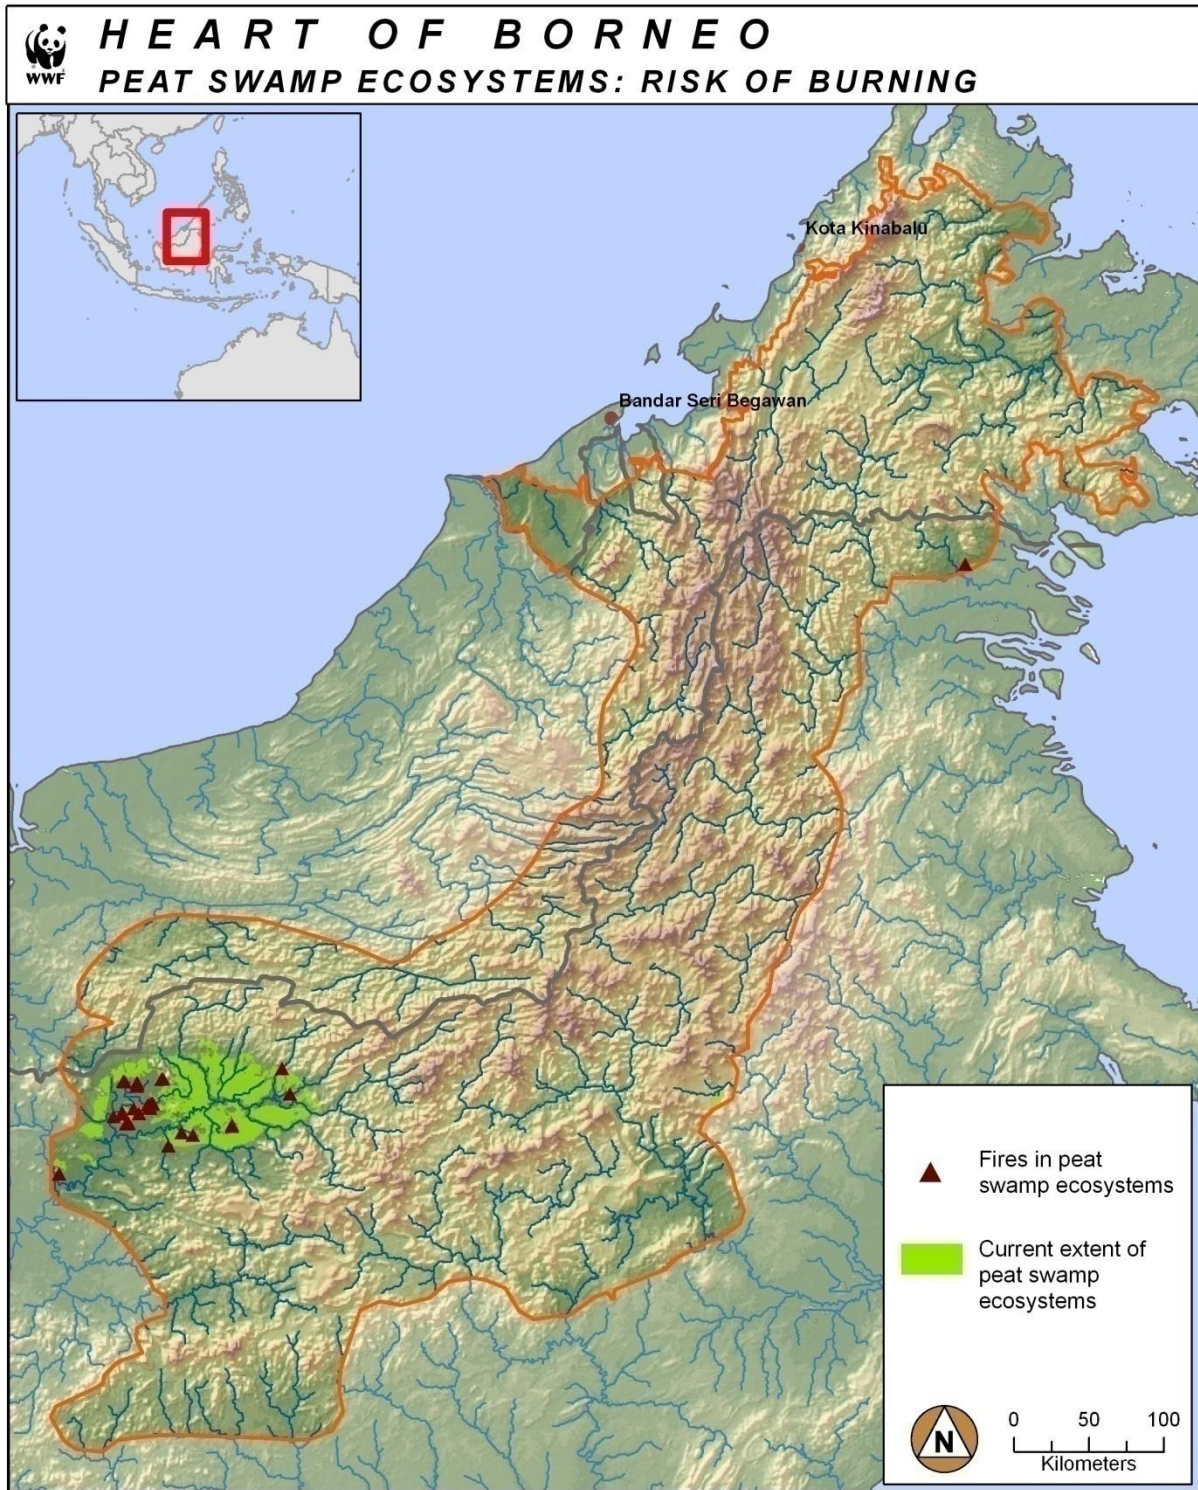 HEART OF BORNEO
PEAT SWAMP ECOSYSTEMS: RISK OF BURNING
WWF
Kota Kinabalu
Bandar Seri Begawan
Fires in peat
swamp ecosystems
Current extent of
peat swamp
ecosystems
N
0 50 100
Kilometers